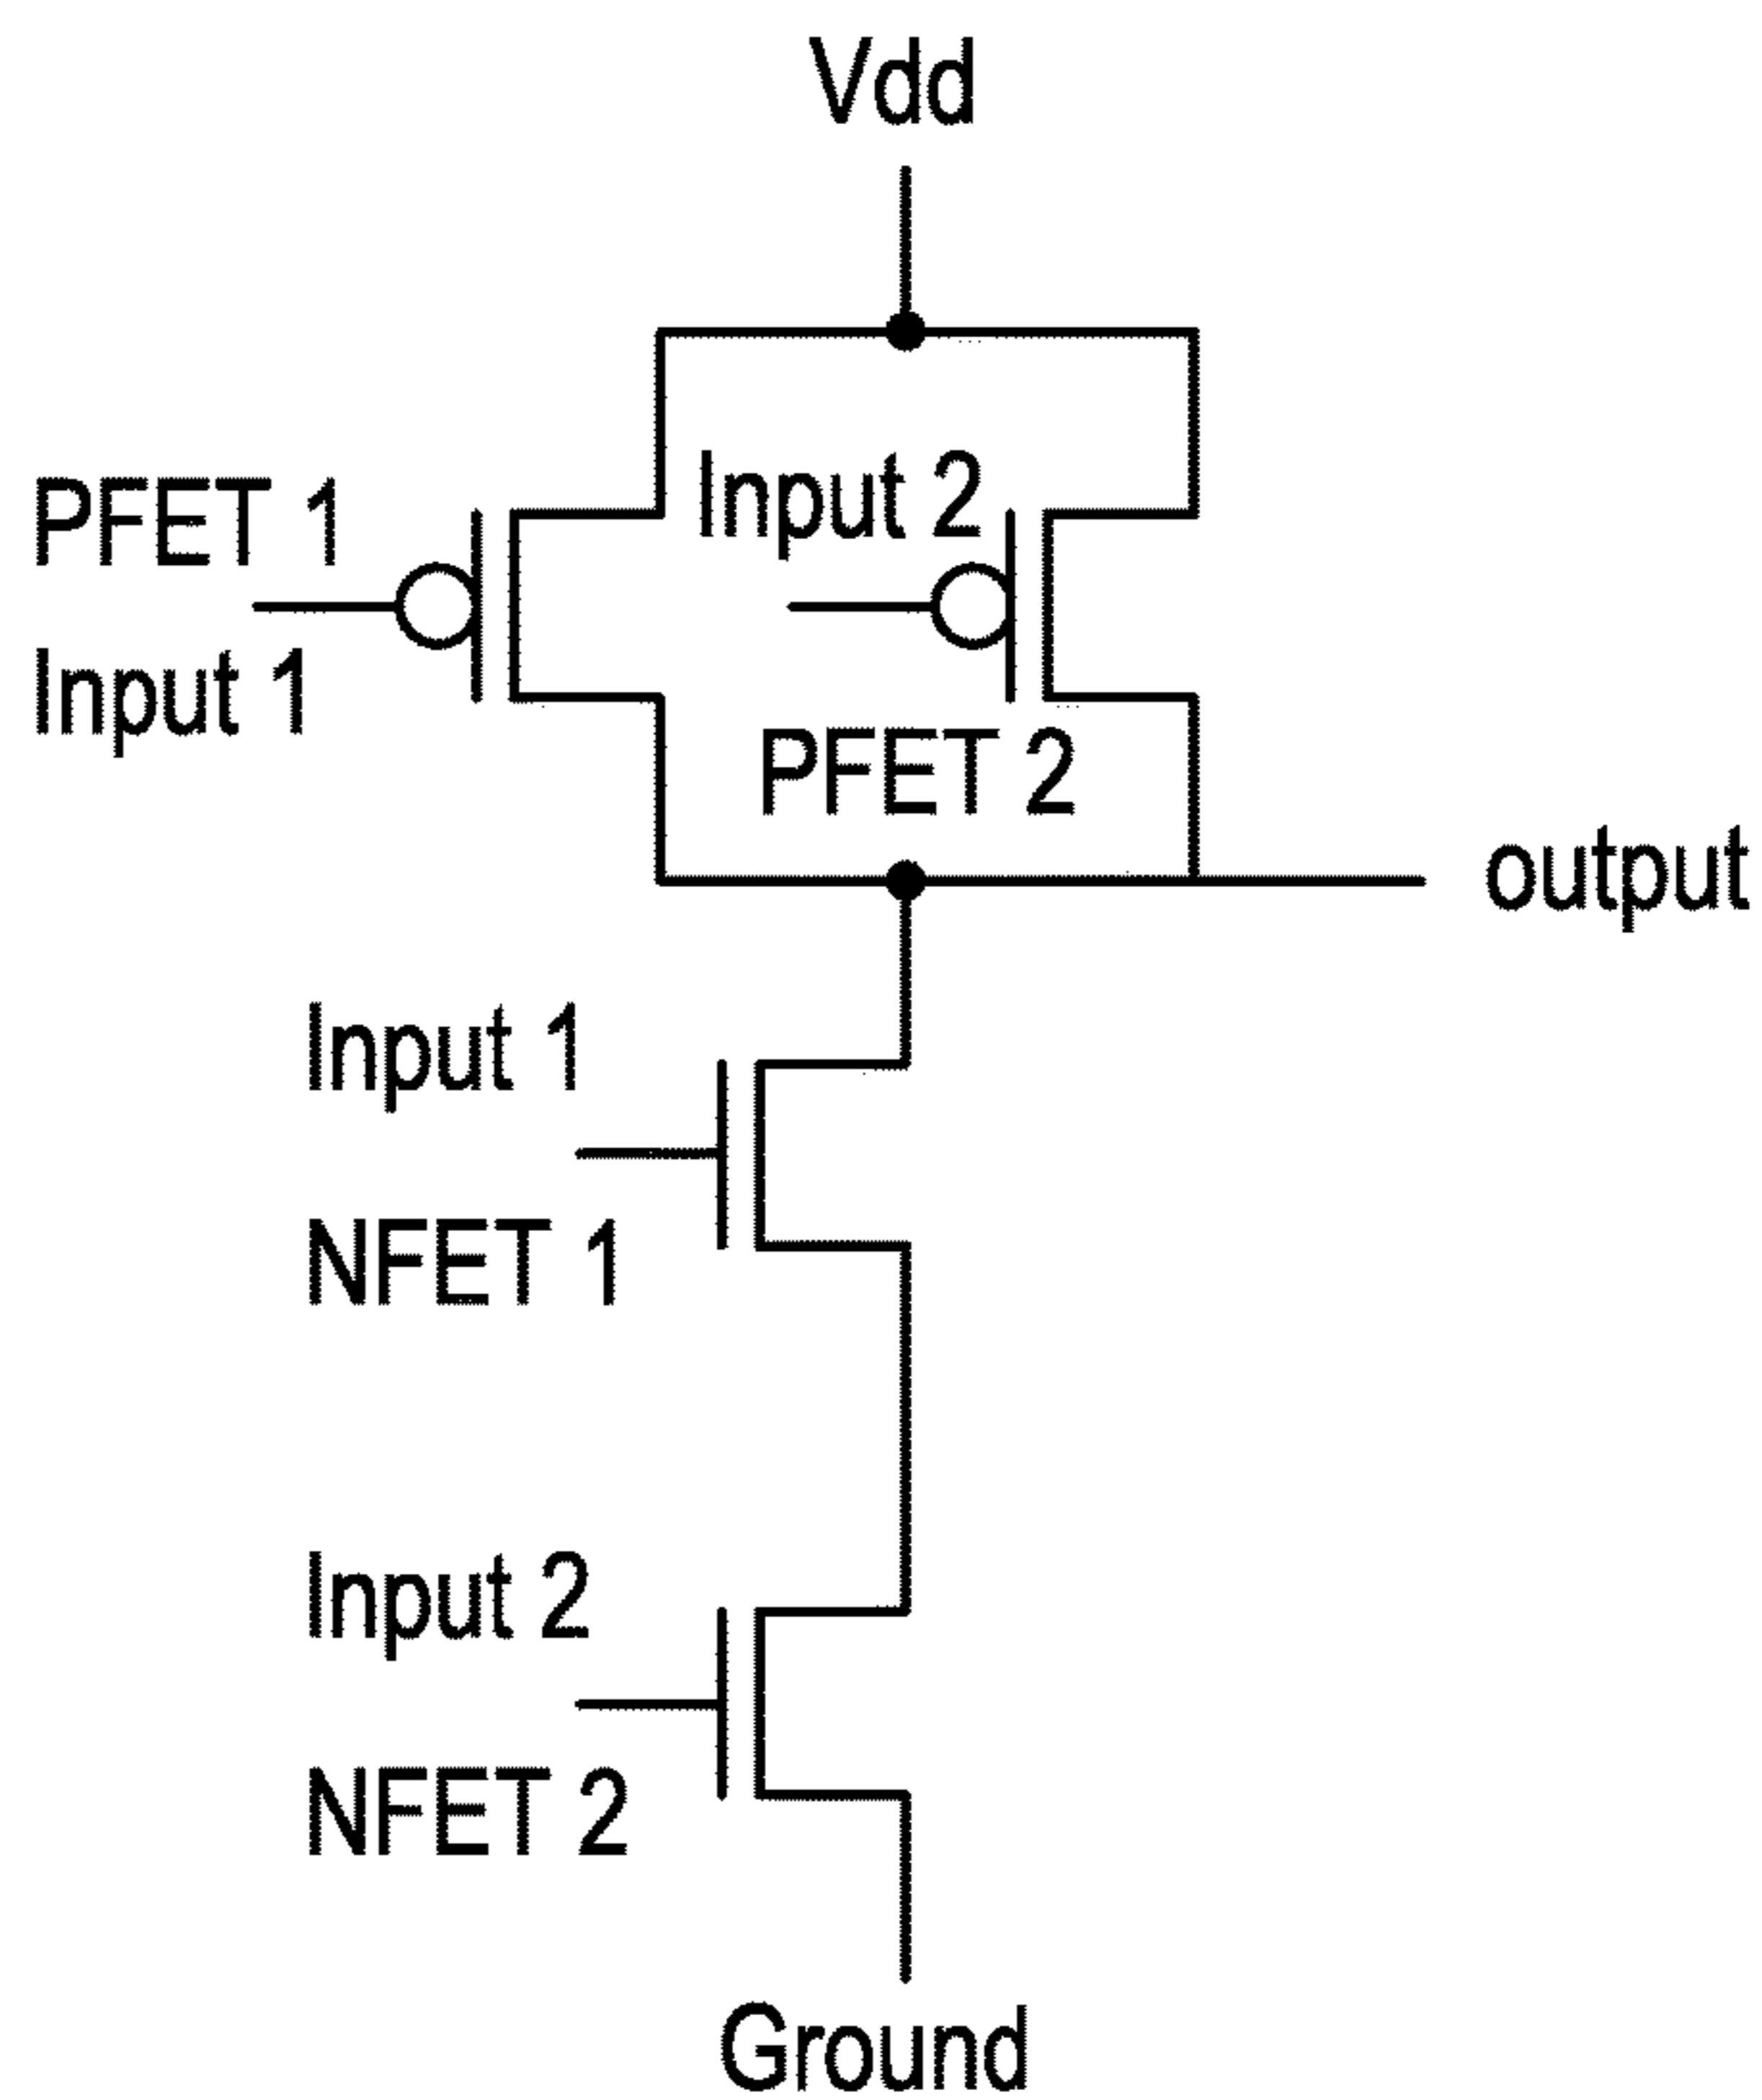 Vdd
PFET 1
Input 1
Input 2
PFET 2
output
Input 1
NFET 1
Input 2
NFET 2
Ground